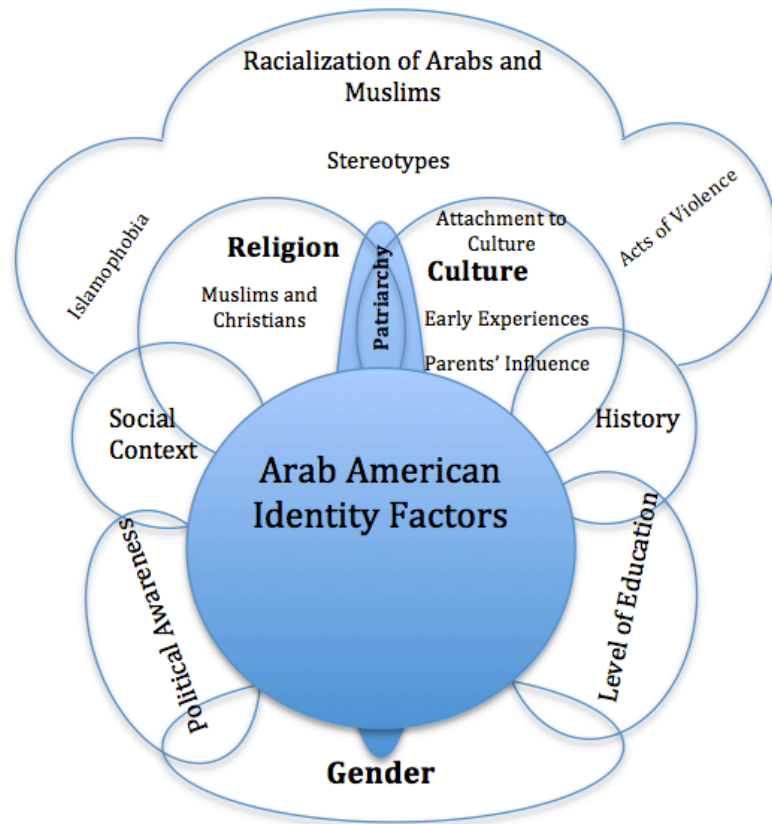 Racialization of Arabs and
Muslims
Stereotypes
Islamophobia
Acts of Violence
Religion
Muslims and
Christians
Patriarchy
Attachment to
Culture
Culture
Early Experiences
Parents’ Influence
Social
Context
History
Arab American
Identity Factors
Political Awareness
Level of Education
Gender